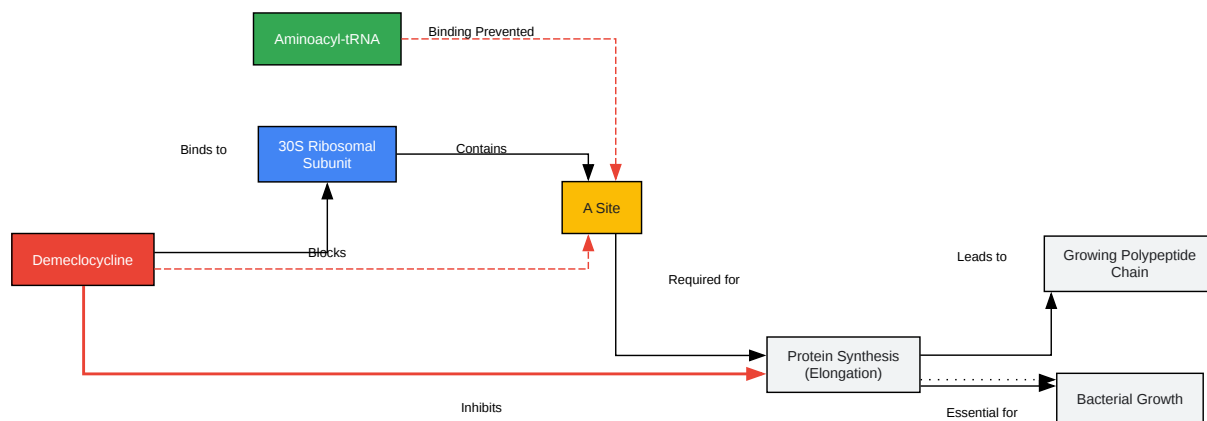 Aminoacyl-tRNA
Binding Prevented
30S Ribosomal
Subunit
Binds to
Contains
A Site
Demeclocycline
Blocks
Required for
Leads to
Growing Polypeptide
Chain
Protein Synthesis
(Elongation)
Inhibits
Essential for
Bacterial Growth